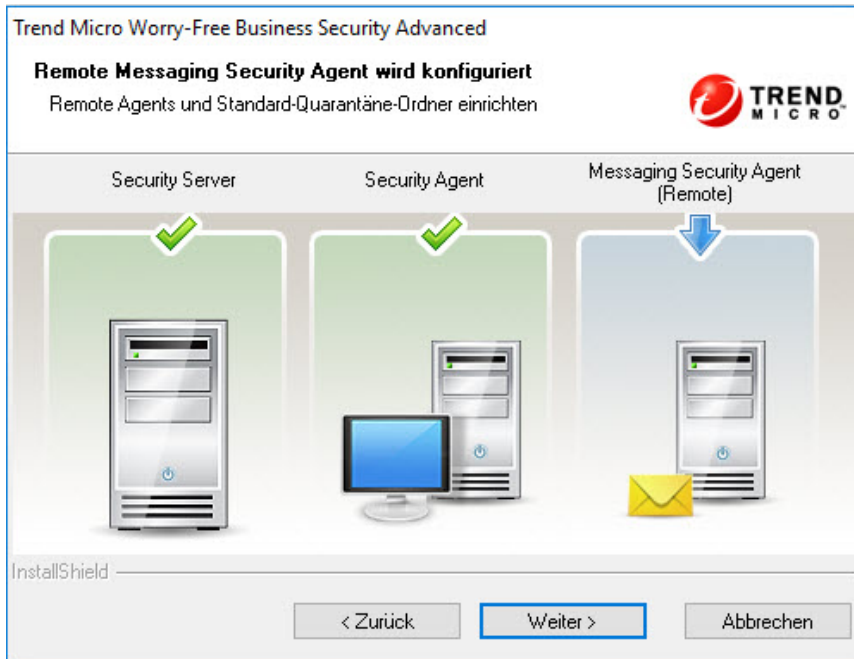 Trend Micro Worry-Free Business Security Advanced
Remote Messaging Security Agent wird konfiguriert
Remote Agents und Standard-Quarantäne-Ordner einrichten
TREND
MICRO™
Security Server
Security Agent
Messaging Security Agent
(Remote)
InstallShield
< Zurück
Weiter >
Abbrechen